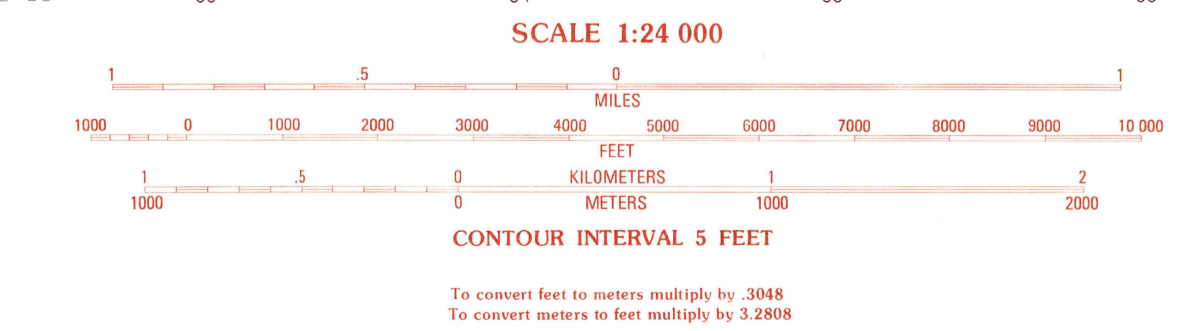 SCALE 1:24 000
1 .5 0 1
MILES
1000 0 1000 2000 3000 4000 5000 6000 7000 8000 9000 10 000
FEET
1 .5 0 KILOMETERS 1 2
1000 0 METERS 1000 2000
CONTOUR INTERVAL 5 FEET
To convert feet to meters multiply by .3048
To convert meters to feet multiply by 3.2808